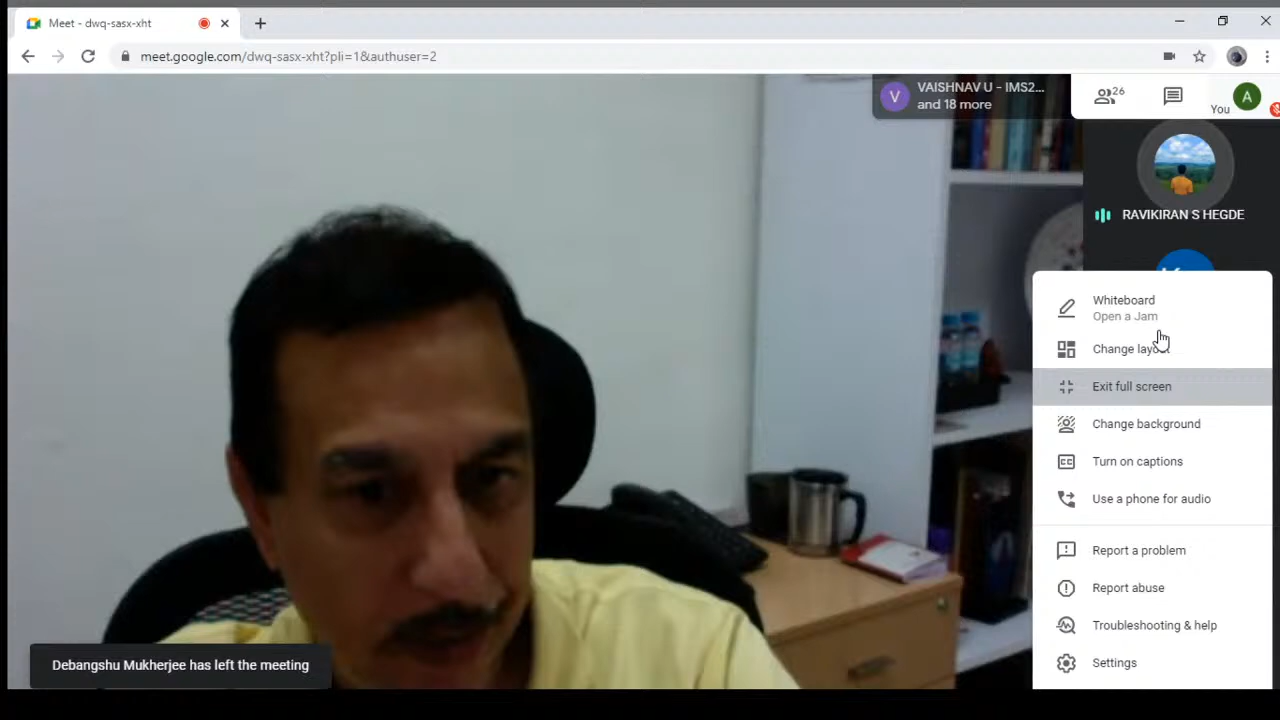 Meet - dwq-sasx-xht
meet.google.com/dwq-sasx-xht?pli=1&authuser=2
V
VAISHNAV U - IMS2...
and 18 more
26
You
A
RAVIKIRAN S HEGDE
Whiteboard
Open a Jam
Change layout
Exit full screen
Change background
CC
Turn on captions
Use a phone for audio
Report a problem
Report abuse
Troubleshooting & help
Settings
Debangshu Mukherjee has left the meeting